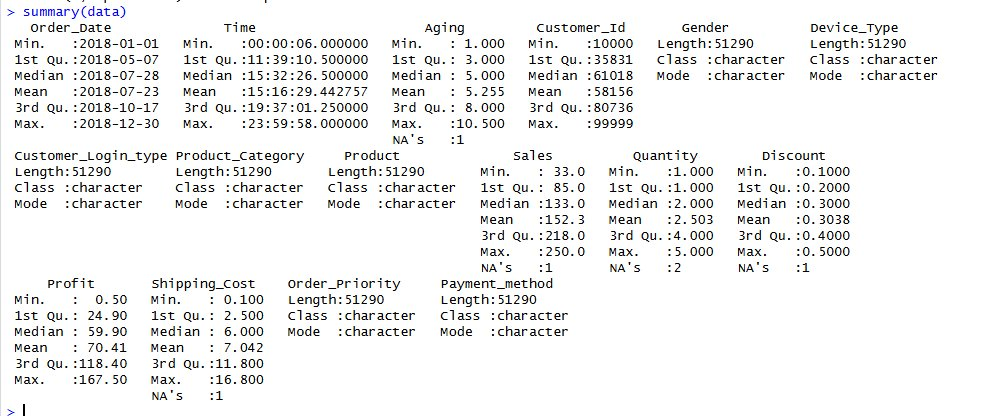 > summary(data)
   Order_Date              Time                     Aging         Customer_Id       Gender          Device_Type
 Min.   :2018-01-01   Min.   :00:00:06.000000   Min.   : 1.000   Min.   :10000   Length:51290       Length:51290
 1st Qu.:2018-05-07   1st Qu.:11:39:10.500000   1st Qu.: 3.000   1st Qu.:35831   Class :character   Class :character
 Median :2018-07-28   Median :15:32:26.500000   Median : 5.000   Median :61018   Mode  :character   Mode  :character
 Mean   :2018-07-23   Mean   :15:16:29.442757   Mean   : 5.255   Mean   :58156
 3rd Qu.:2018-10-17   3rd Qu.:19:37:01.250000   3rd Qu.: 8.000   3rd Qu.:80736
 Max.   :2018-12-30   Max.   :23:59:58.000000   Max.   :10.500   Max.   :99999
                                                NA's   :1
 Customer_Login_type Product_Category     Product              Sales          Quantity        Discount
 Length:51290        Length:51290       Length:51290       Min.   : 33.0   Min.   :1.000   Min.   :0.1000
 Class :character    Class :character   Class :character   1st Qu.: 85.0   1st Qu.:1.000   1st Qu.:0.2000
 Mode  :character    Mode  :character   Mode  :character   Median :133.0   Median :2.000   Median :0.3000
                                                           Mean   :152.3   Mean   :2.503   Mean   :0.3038
                                                           3rd Qu.:218.0   3rd Qu.:4.000   3rd Qu.:0.4000
                                                           Max.   :250.0   Max.   :5.000   Max.   :0.5000
                                                           NA's   :1       NA's   :2       NA's   :1
     Profit       Shipping_Cost    Order_Priority     Payment_method
 Min.   :  0.50   Min.   : 0.100   Length:51290       Length:51290
 1st Qu.: 24.90   1st Qu.: 2.500   Class :character   Class :character
 Median : 59.90   Median : 6.000   Mode  :character   Mode  :character
 Mean   : 70.41   Mean   : 7.042
 3rd Qu.:118.40   3rd Qu.:11.800
 Max.   :167.50   Max.   :16.800
                  NA's   :1
>